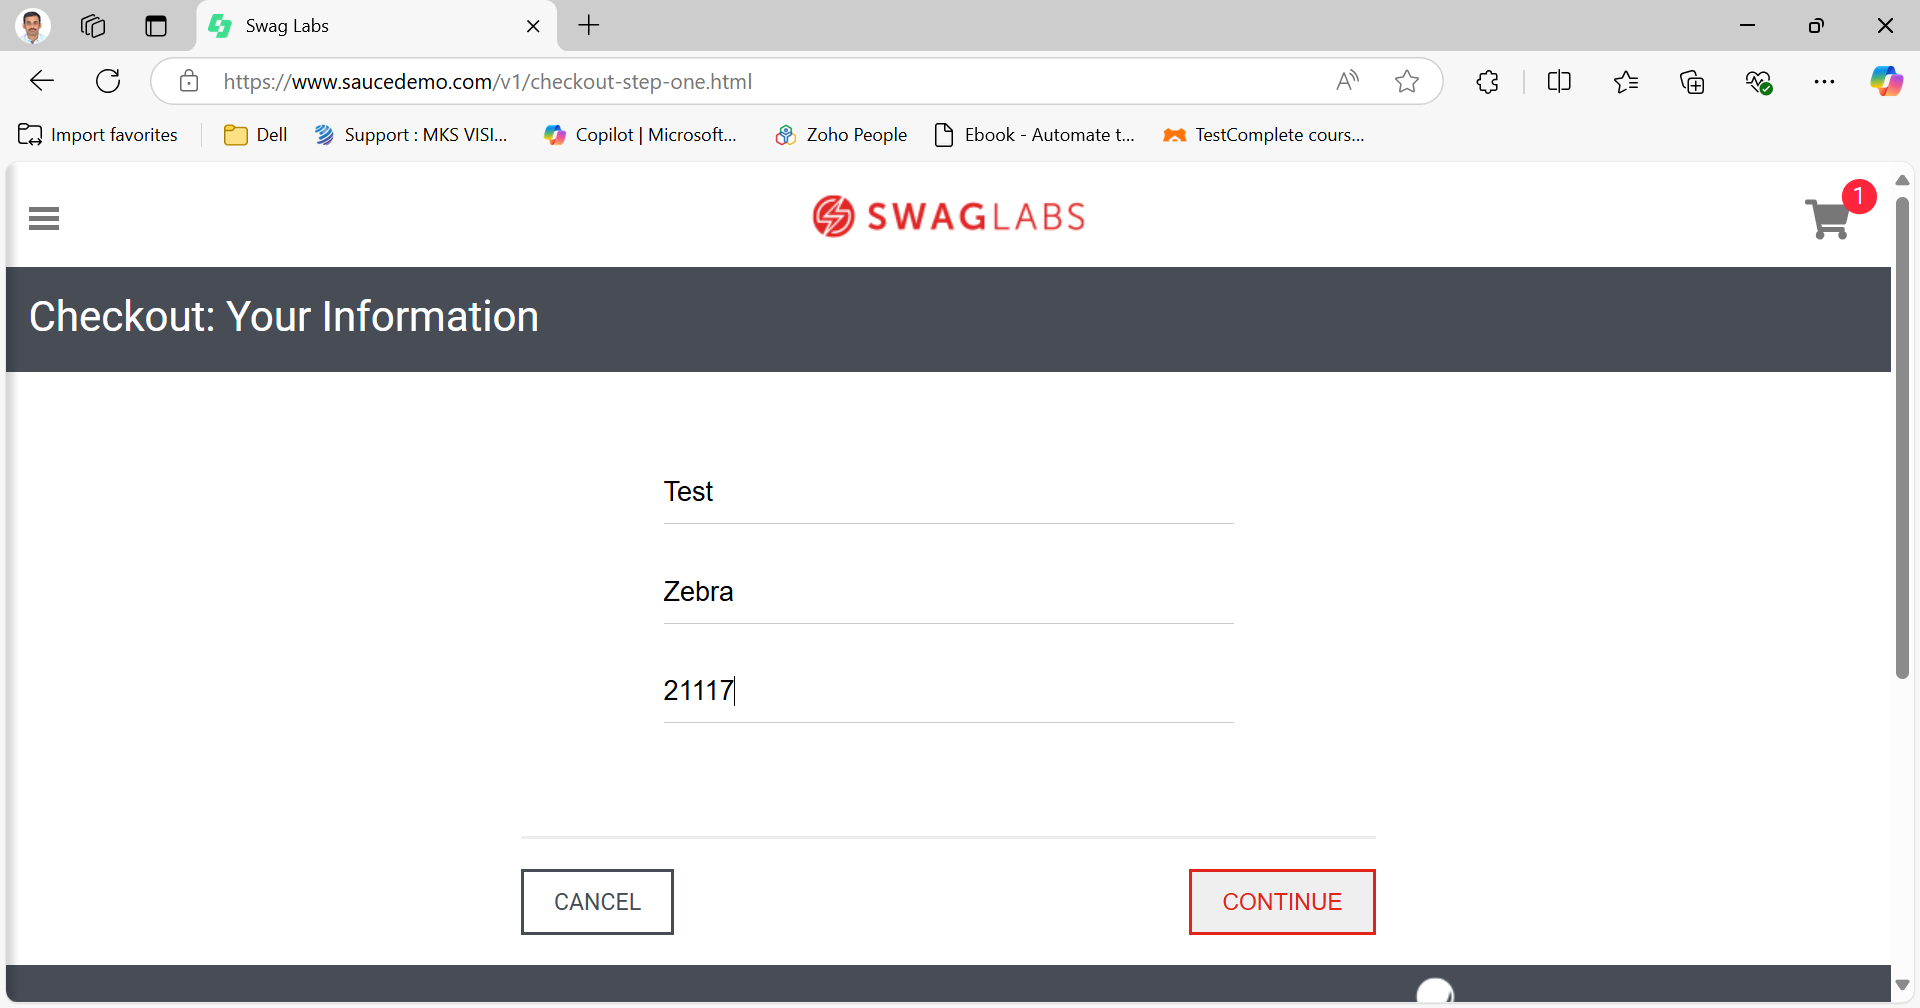 Swag Labs
https://www.saucedemo.com/v1/checkout-step-one.html
Import favorites Dell Support : MKS VISI... Copilot | Microsoft... Zoho People Ebook - Automate t... TestComplete cours...
SWAGLABS
1
Checkout: Your Information
Test
Zebra
21117
CANCEL CONTINUE